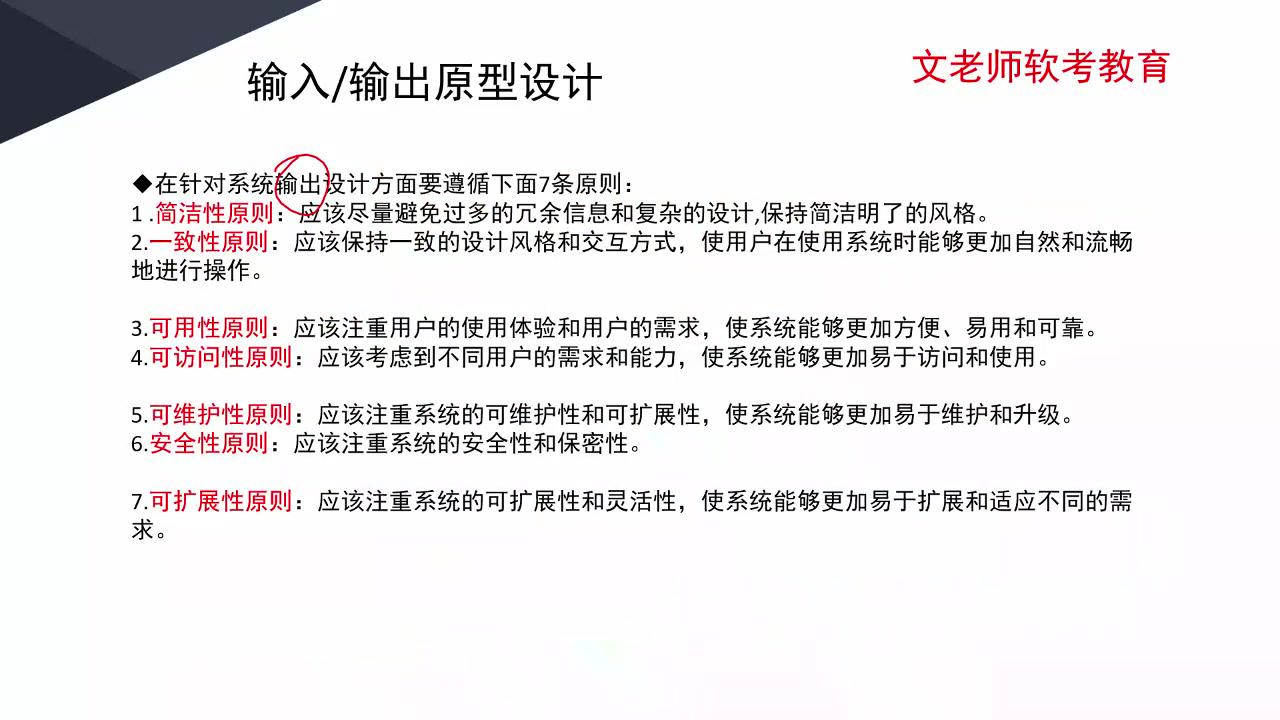 输入/输出原型设计
文老师软考教育
◆在针对系统输出设计方面要遵循下面7条原则：
1 .简洁性原则：应该尽量避免过多的冗余信息和复杂的设计,保持简洁明了的风格。
2.一致性原则：应该保持一致的设计风格和交互方式，使用户在使用系统时能够更加自然和流畅
地进行操作。
3.可用性原则：应该注重用户的使用体验和用户的需求，使系统能够更加方便、易用和可靠。
4.可访问性原则：应该考虑到不同用户的需求和能力，使系统能够更加易于访问和使用。
5.可维护性原则：应该注重系统的可维护性和可扩展性，使系统能够更加易于维护和升级。
6.安全性原则：应该注重系统的安全性和保密性。
7.可扩展性原则：应该注重系统的可扩展性和灵活性，使系统能够更加易于扩展和适应不同的需
求。